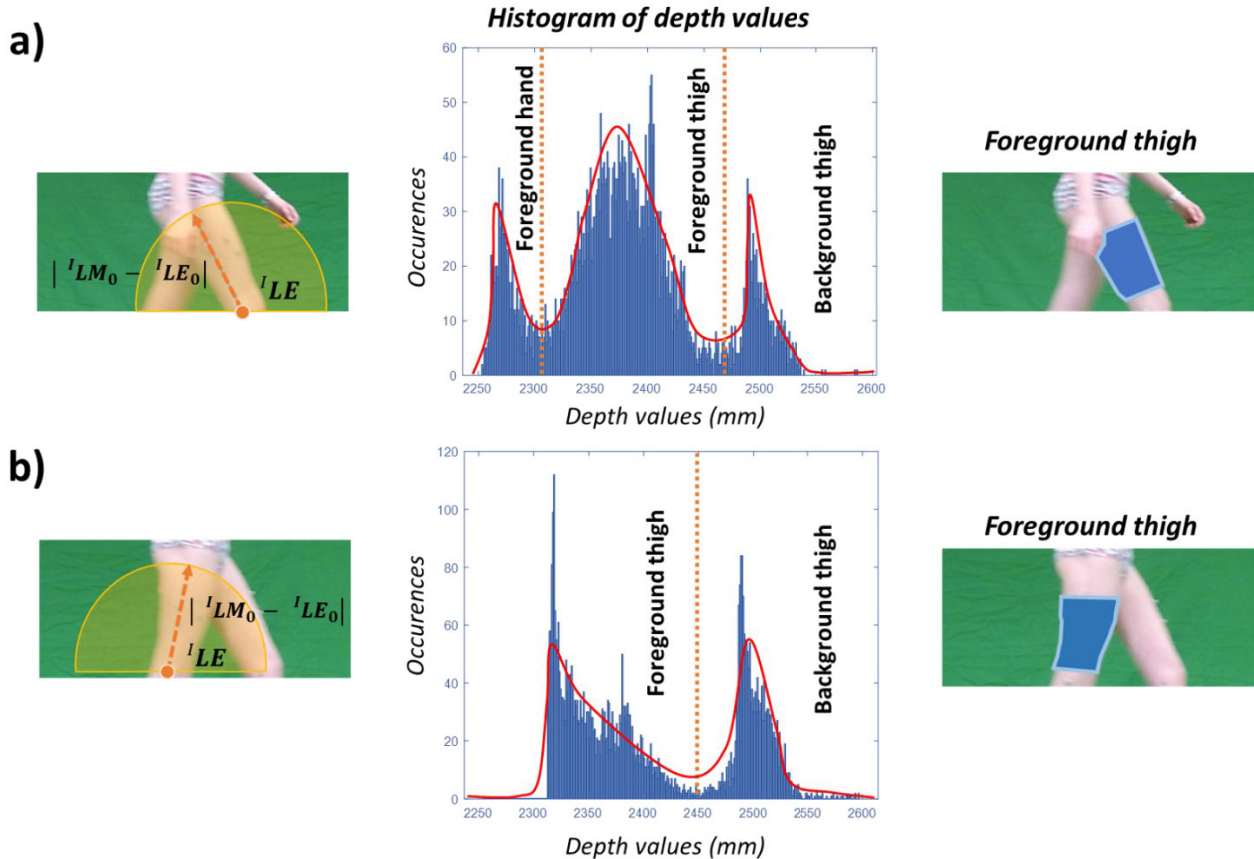 a)
Histogram of depth values
60
50
40
30
20
10
0
Occurences
Foreground hand
Foreground thigh
Background thigh
2250 2300 2350 2400 2450 2500 2550 2600
Depth values (mm)
| ᴵLM₀ − ᴵLE₀|
ᴵLE
Foreground thigh
b)
120
100
80
60
40
20
0
Occurences
Foreground thigh
Background thigh
2250 2300 2350 2400 2450 2500 2550 2600
Depth values (mm)
| ᴵLM₀ − ᴵLE₀|
ᴵLE
Foreground thigh